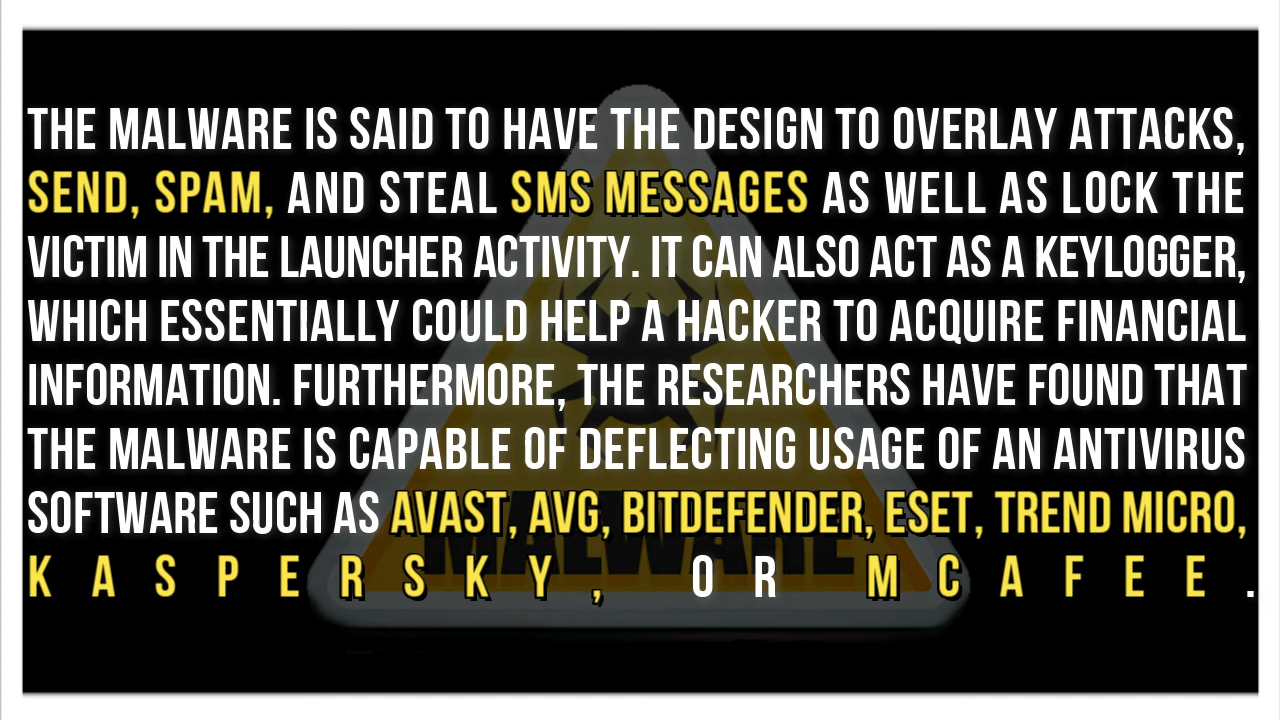 THE MALWARE IS SAID TO HAVE THE DESIGN TO OVERLAY ATTACKS,
SEND, SPAM, AND STEAL SMS MESSAGES AS WELL AS LOCK THE
VICTIM IN THE LAUNCHER ACTIVITY. IT CAN ALSO ACT AS A KEYLOGGER,
WHICH ESSENTIALLY COULD HELP A HACKER TO ACQUIRE FINANCIAL
INFORMATION. FURTHERMORE, THE RESEARCHERS HAVE FOUND THAT
THE MALWARE IS CAPABLE OF DEFLECTING USAGE OF AN ANTIVIRUS
SOFTWARE SUCH AS AVAST, AVG, BITDEFENDER, ESET, TREND MICRO,
KASPERSKY, OR MCAFEE.
MALWARE